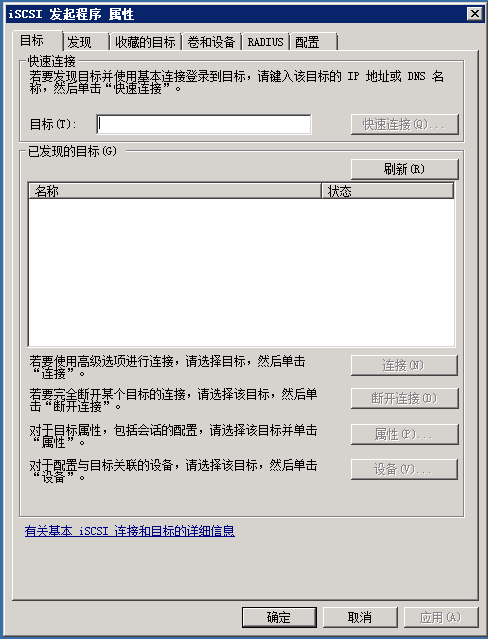 iSCSI 发起程序 属性
目标 发现 收藏的目标 卷和设备 RADIUS 配置
快速连接
若要发现目标并使用基本连接登录到目标，请键入该目标的 IP 地址或 DNS 名
称，然后单击“快速连接”。
目标(T): 快速连接(Q)...
已发现的目标(G)
刷新(R)
名称 状态
若要使用高级选项进行连接，请选择目标，然后单击
“连接”。
连接(N)
若要完全断开某个目标的连接，请选择该目标，然后单
击“断开连接”。
断开连接(D)
对于目标属性，包括会话的配置，请选择该目标并单击
“属性”。
属性(P)...
对于配置与目标关联的设备，请选择该目标，然后单击
“设备”。
设备(V)...
有关基本 iSCSI 连接和目标的详细信息
确定 取消 应用(A)